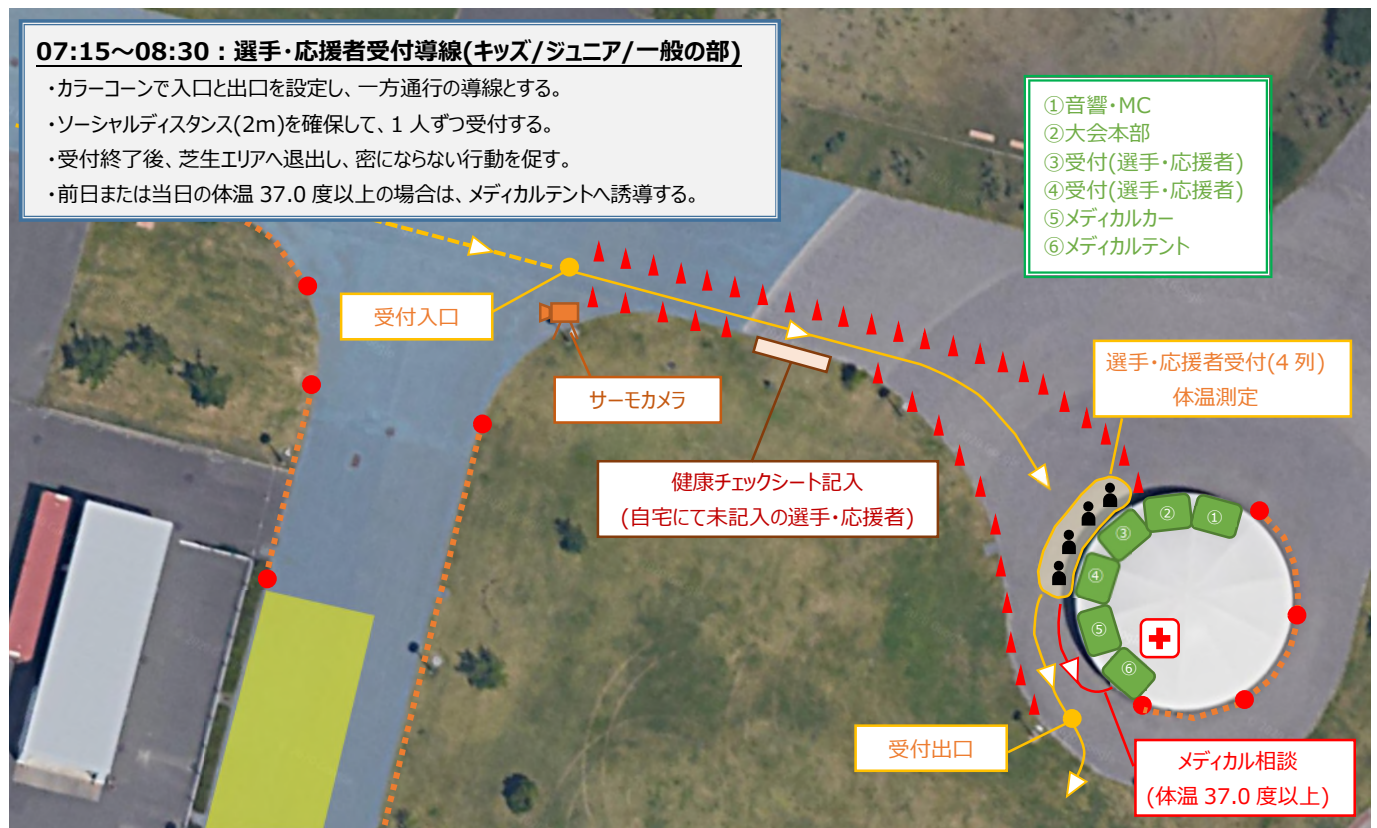 07:15～08:30：選手・応援者受付導線(キッズ/ジュニア/一般の部)
・カラーコーンで入口と出口を設定し、一方通行の導線とする。
・ソーシャルディスタンス(2m)を確保して、1 人ずつ受付する。
・受付終了後、芝生エリアへ退出し、密にならない行動を促す。
・前日または当日の体温 37.0 度以上の場合は、メディカルテントへ誘導する。
①音響・MC
②大会本部
③受付(選手・応援者)
④受付(選手・応援者)
⑤メディカルカー
⑥メディカルテント
受付入口
サーモカメラ
選手・応援者受付(4 列)
体温測定
健康チェックシート記入
(自宅にて未記入の選手・応援者)
①
②
③
④
⑤
⑥
受付出口
メディカル相談
(体温 37.0 度以上)